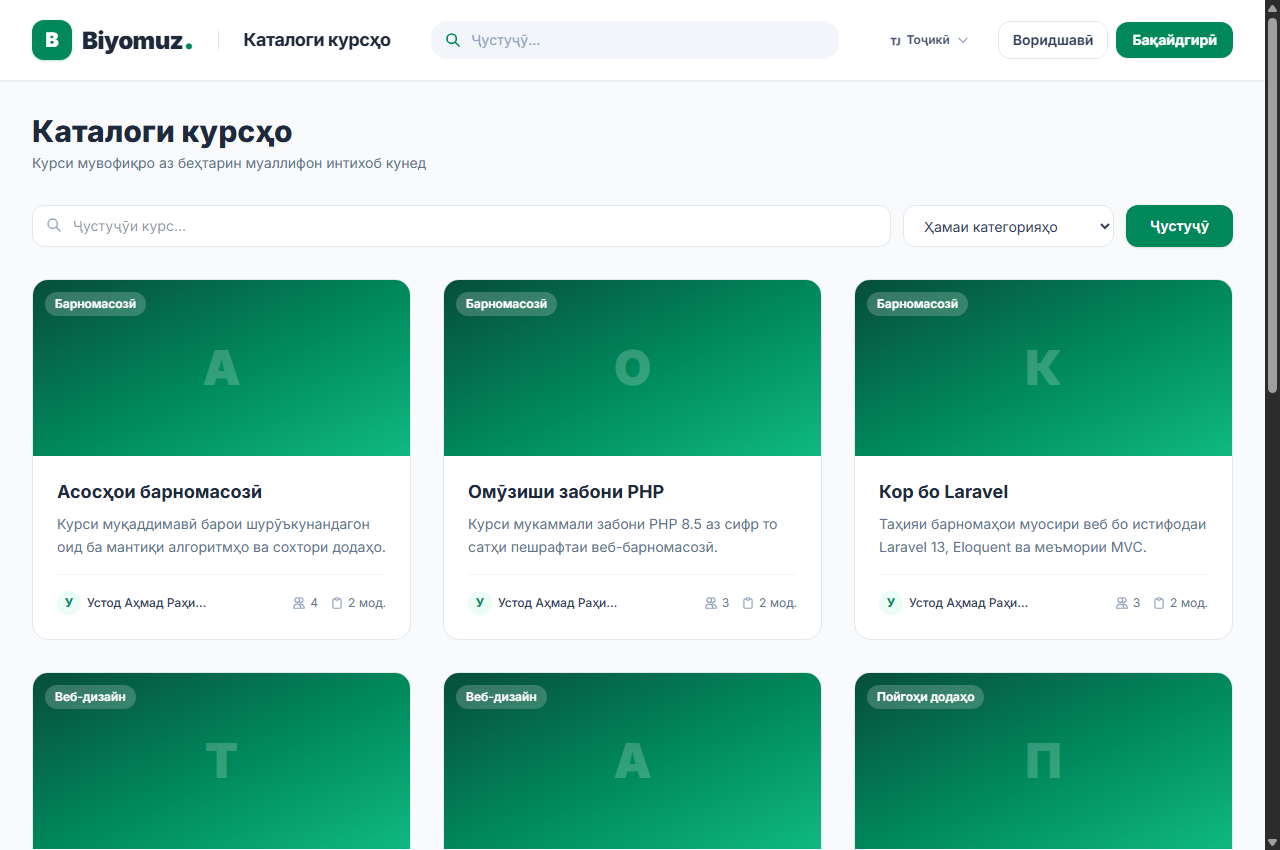 B Biyomuz. Каталоги курсҳо Ҷустуҷӯ... TJ Тоҷикӣ Воридшавӣ Бақайдгирӣ
Каталоги курсҳо
Курси мувофиқро аз беҳтарин муаллифон интихоб кунед
Ҷустуҷӯи курс... Ҳамаи категорияҳо Ҷустуҷӯ
Барномасозӣ
А
Асосҳои барномасозӣ
Курси муқаддимавӣ барои шурӯъкунандагон
оид ба мантиқи алгоритмҳо ва сохтори додаҳо.
У Устод Аҳмад Раҳи... 4 2 мод.
Барномасозӣ
О
Омӯзиши забони PHP
Курси мукаммали забони PHP 8.5 аз сифр то
сатҳи пешрафтаи веб-барномасозӣ.
У Устод Аҳмад Раҳи... 3 2 мод.
Барномасозӣ
К
Кор бо Laravel
Таҳияи барномаҳои муосири веб бо истифодаи
Laravel 13, Eloquent ва меъмории MVC.
У Устод Аҳмад Раҳи... 3 2 мод.
Веб-дизайн
Т
Веб-дизайн
А
Пойгоҳи додаҳо
П